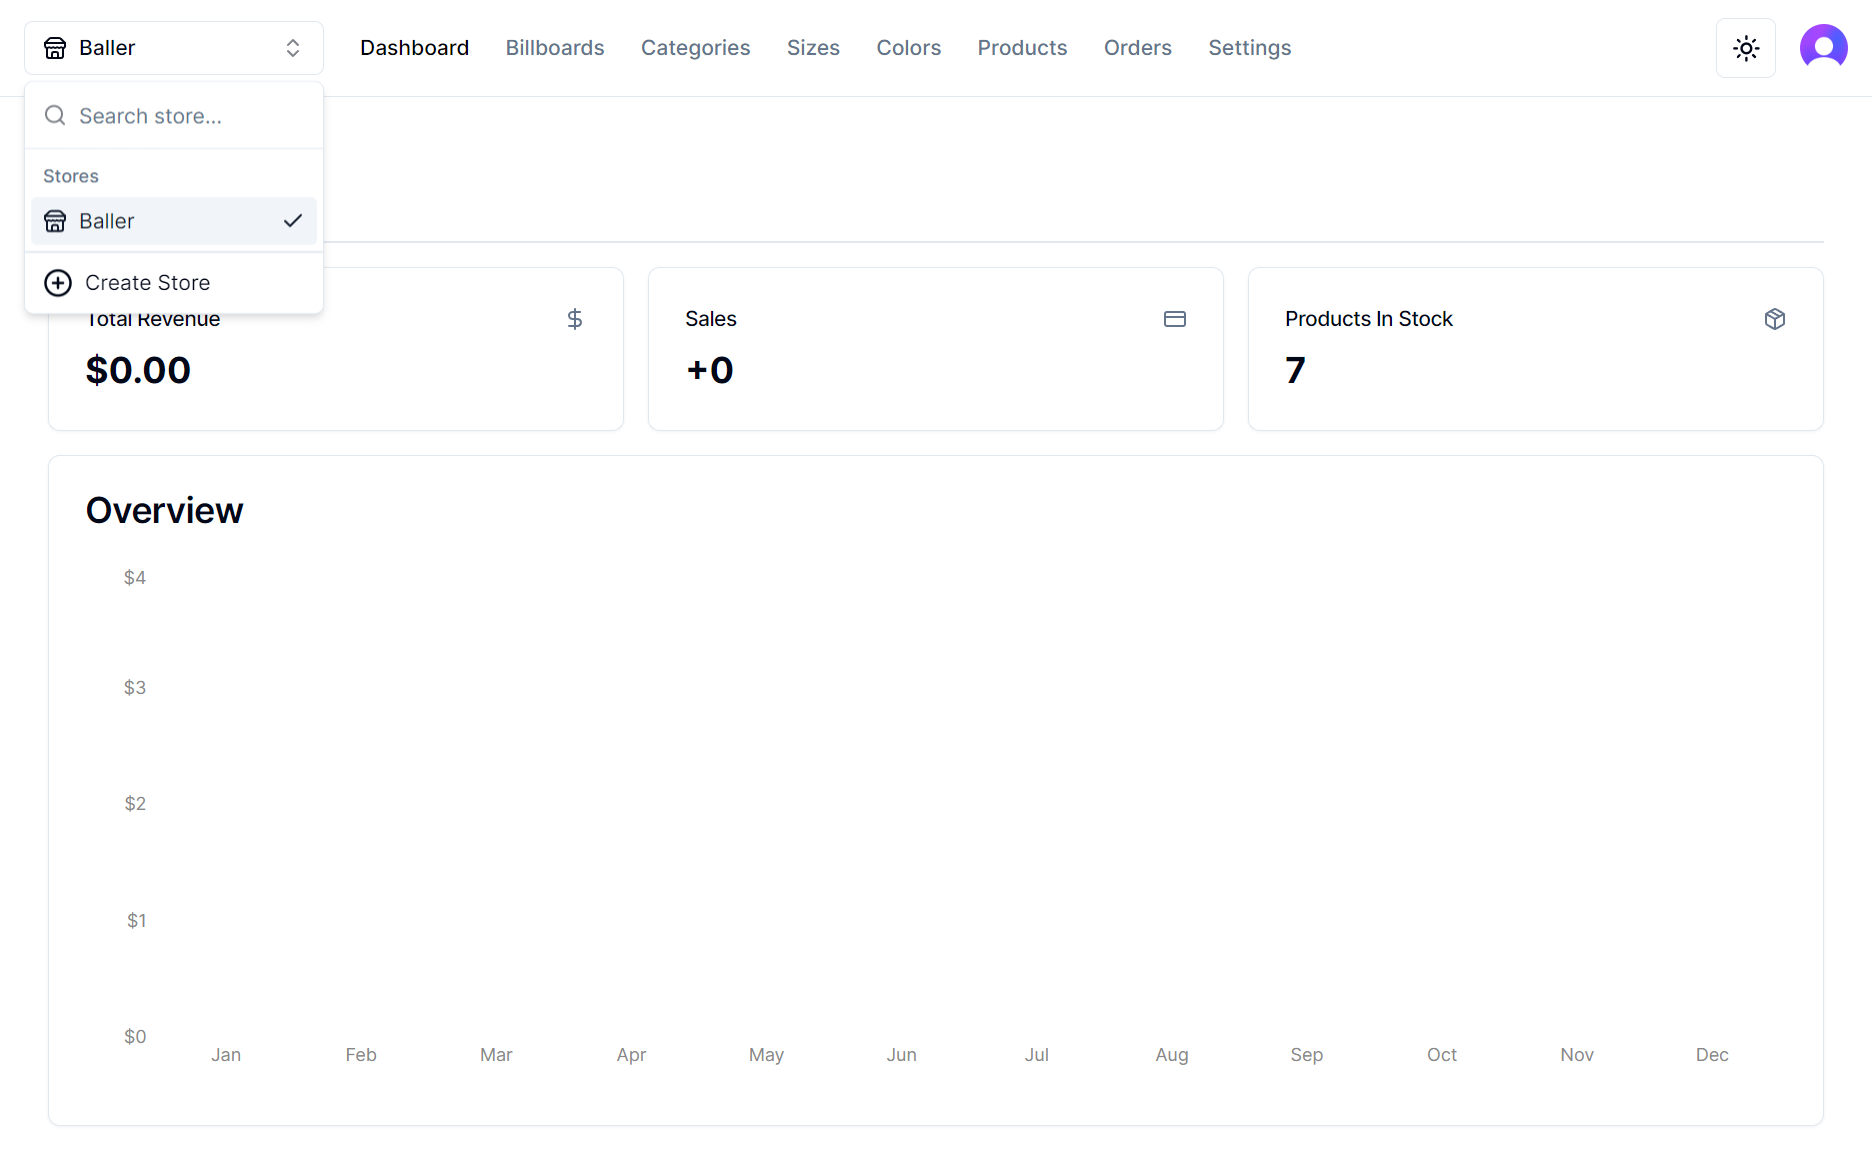 Baller
Dashboard Billboards Categories Sizes Colors Products Orders Settings
Search store...
Stores
Baller
Create Store
Total Revenue
$0.00
Sales
+0
Products In Stock
7
Overview
$4
$3
$2
$1
$0
Jan Feb Mar Apr May Jun Jul Aug Sep Oct Nov Dec